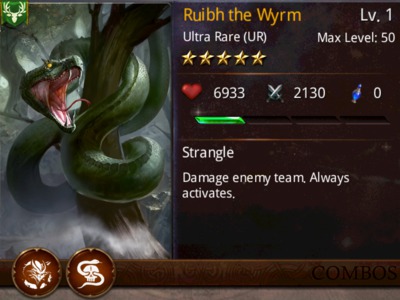 Ruibh the Wyrm Lv. 1
Ultra Rare (UR) Max Level: 50
6933 2130 0
Strangle
Damage enemy team. Always
activates.
COMBOS